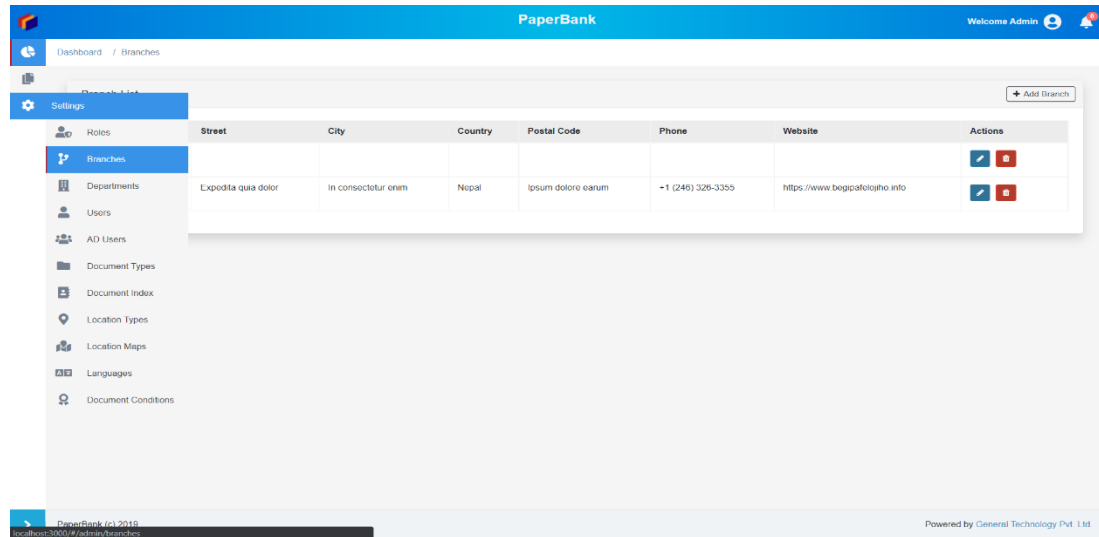 PaperBank
Welcome Admin
Dashboard / Branches
Branch List
+ Add Branch
Settings
Roles
Street City Country Postal Code Phone Website Actions
Branches
Departments
Expedita quia dolor In consectetur enim Nepal Ipsum dolore earum +1 (246) 326-3355 https://www.begipafelojiho.info
Users
AD Users
Document Types
Document Index
Location Types
Location Maps
Languages
Document Conditions
PaperBank (c) 2019
Powered by General Technology Pvt. Ltd.
localhost:3000/#/admin/branches